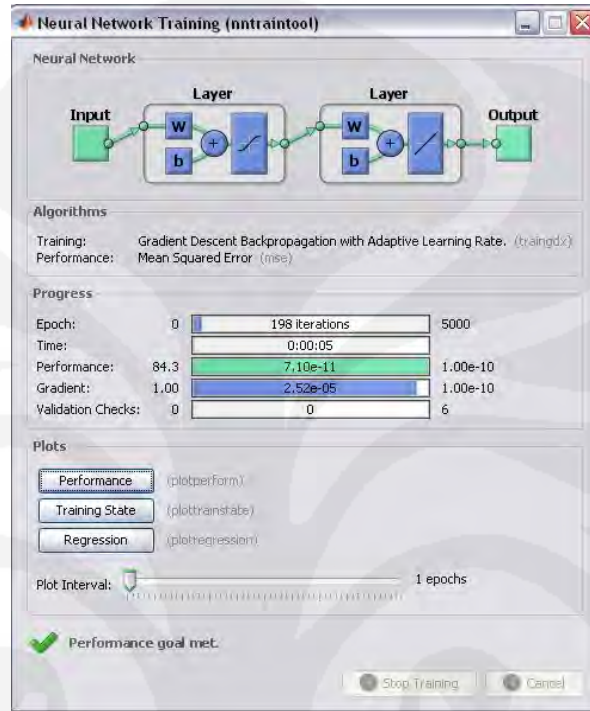 Neural Network Training (nntraintool)
Neural Network
Layer Layer
Input Output
W W
b b
+ +
Algorithms
Training: Gradient Descent Backpropagation with Adaptive Learning Rate. (traingdx)
Performance: Mean Squared Error (mse)
Progress
Epoch: 0 198 iterations 5000
Time: 0:00:05
Performance: 84.3 7.10e-11 1.00e-10
Gradient: 1.00 2.52e-05 1.00e-10
Validation Checks: 0 0 6
Plots
Performance (plotperform)
Training State (plottrainstate)
Regression (plotregression)
Plot Interval: 1 epochs
Performance goal met.
Stop Training Cancel